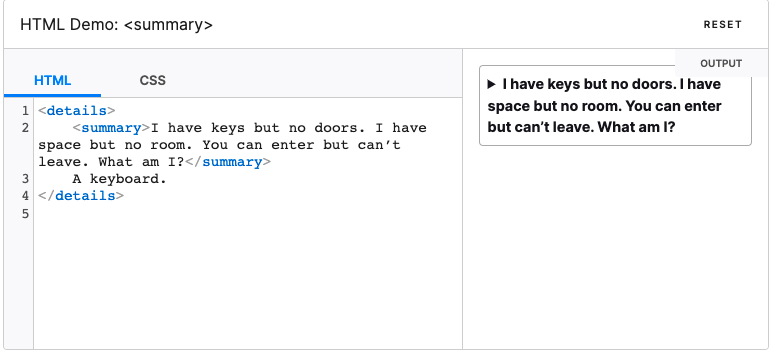 HTML Demo: <summary>
RESET
HTML
CSS
OUTPUT
1 <details>
2     <summary>I have keys but no doors. I have
space but no room. You can enter but can’t
leave. What am I?</summary>
3     A keyboard.
4 </details>
5
▶ I have keys but no doors. I have
space but no room. You can enter
but can’t leave. What am I?